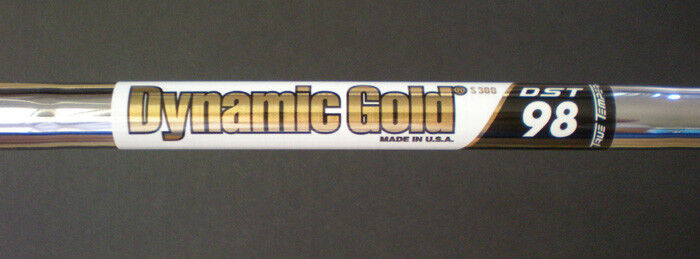 Dynamic Gold® S300
MADE IN U.S.A.
DST
98
TRUE TEMPER